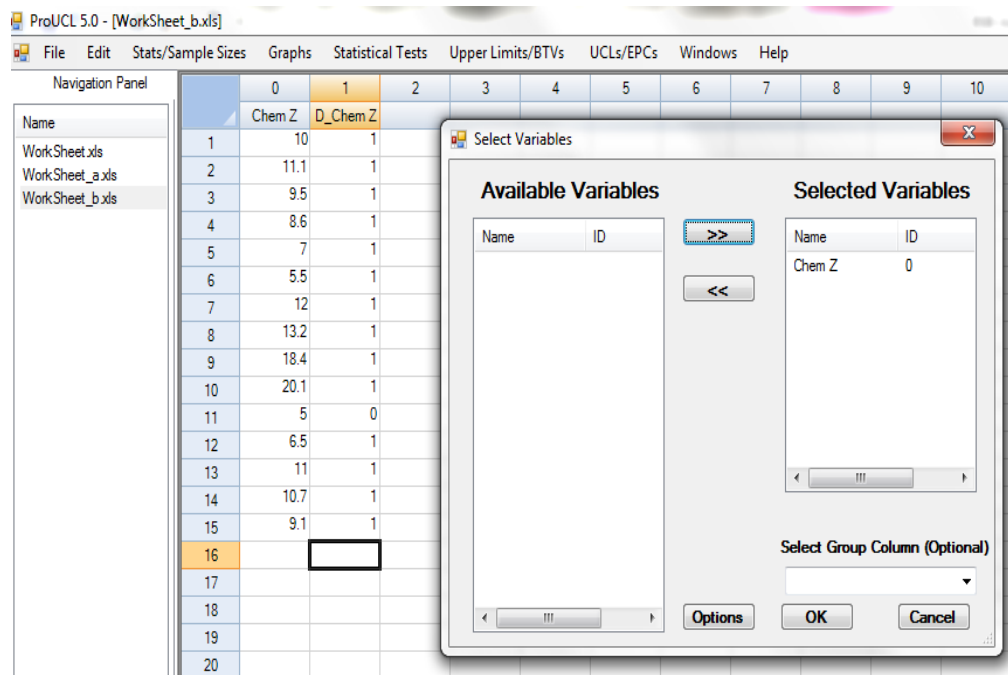 ProUCL 5.0 - [WorkSheet_b.xls]
File Edit Stats/Sample Sizes Graphs Statistical Tests Upper Limits/BTVs UCLs/EPCs Windows Help
Navigation Panel
Name
WorkSheet.xls
WorkSheet_a.xls
WorkSheet_b.xls
0 1 2 3 4 5 6 7 8 9 10
Chem Z D_Chem Z
1 10 1
2 11.1 1
3 9.5 1
4 8.6 1
5 7 1
6 5.5 1
7 12 1
8 13.2 1
9 18.4 1
10 20.1 1
11 5 0
12 6.5 1
13 11 1
14 10.7 1
15 9.1 1
16
17
18
19
20
Select Variables
Available Variables
Name ID
>>
<<
Selected Variables
Name ID
Chem Z 0
Select Group Column (Optional)
Options OK Cancel